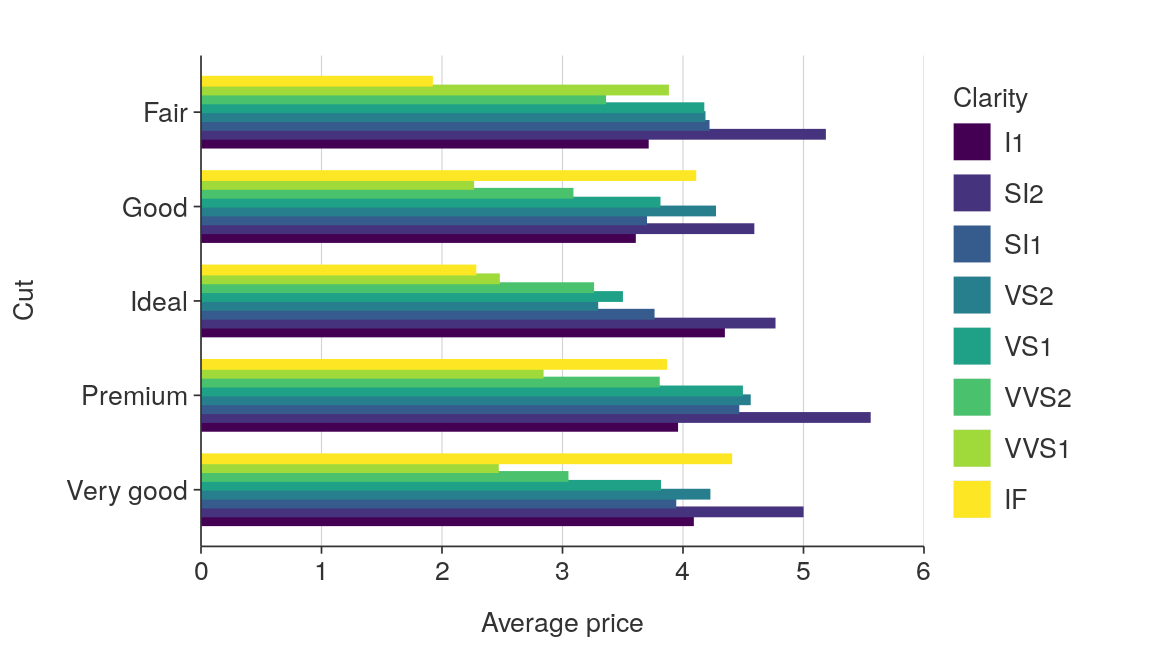 Clarity
I1
SI2
SI1
VS2
VS1
VVS2
VVS1
IF
Cut
Fair
Good
Ideal
Premium
Very good
0 1 2 3 4 5 6
Average price